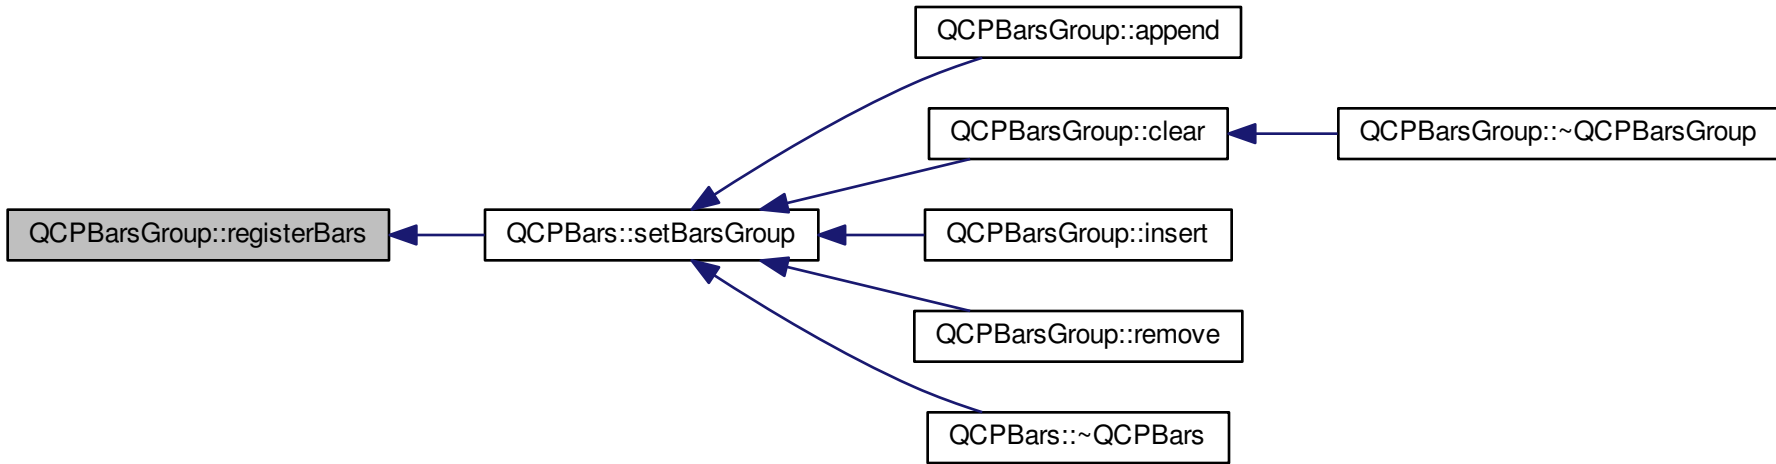 QCPBarsGroup::append
QCPBarsGroup::clear
QCPBarsGroup::~QCPBarsGroup
QCPBarsGroup::registerBars
QCPBars::setBarsGroup
QCPBarsGroup::insert
QCPBarsGroup::remove
QCPBars::~QCPBars